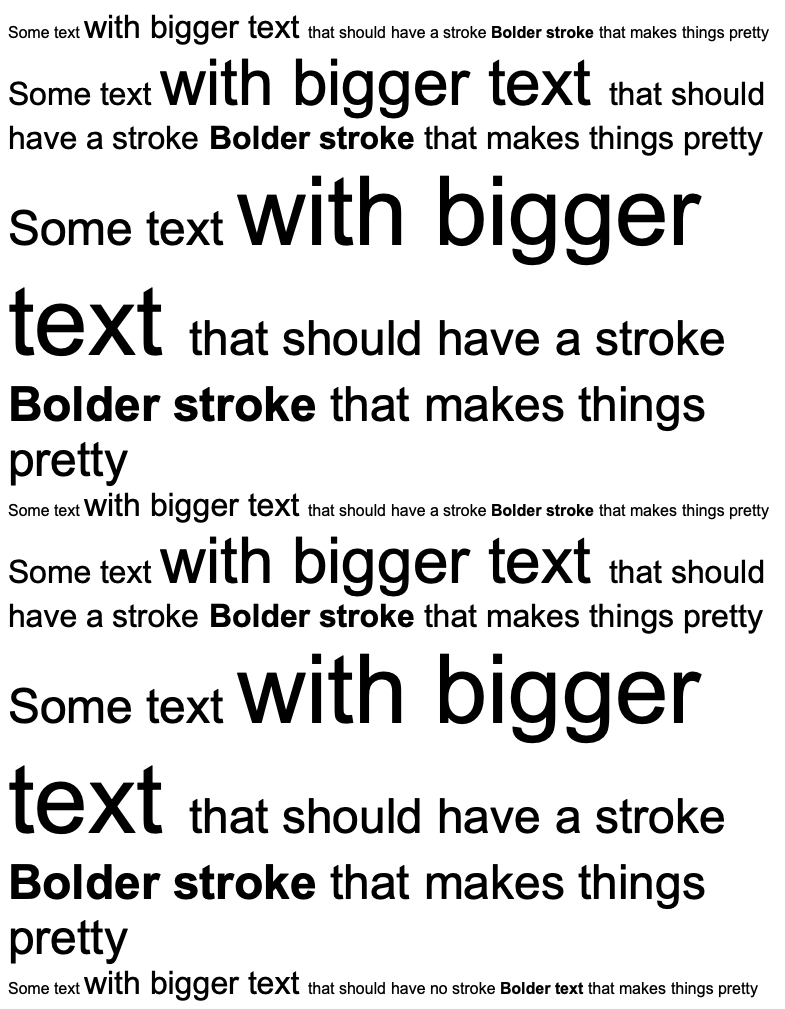 Some text with bigger text that should have a stroke Bolder stroke that makes things pretty
Some text with bigger text that should
have a stroke Bolder stroke that makes things pretty
Some text with bigger
text that should have a stroke
Bolder stroke that makes things
pretty
Some text with bigger text that should have a stroke Bolder stroke that makes things pretty
Some text with bigger text that should
have a stroke Bolder stroke that makes things pretty
Some text with bigger
text that should have a stroke
Bolder stroke that makes things
pretty
Some text with bigger text that should have no stroke Bolder text that makes things pretty